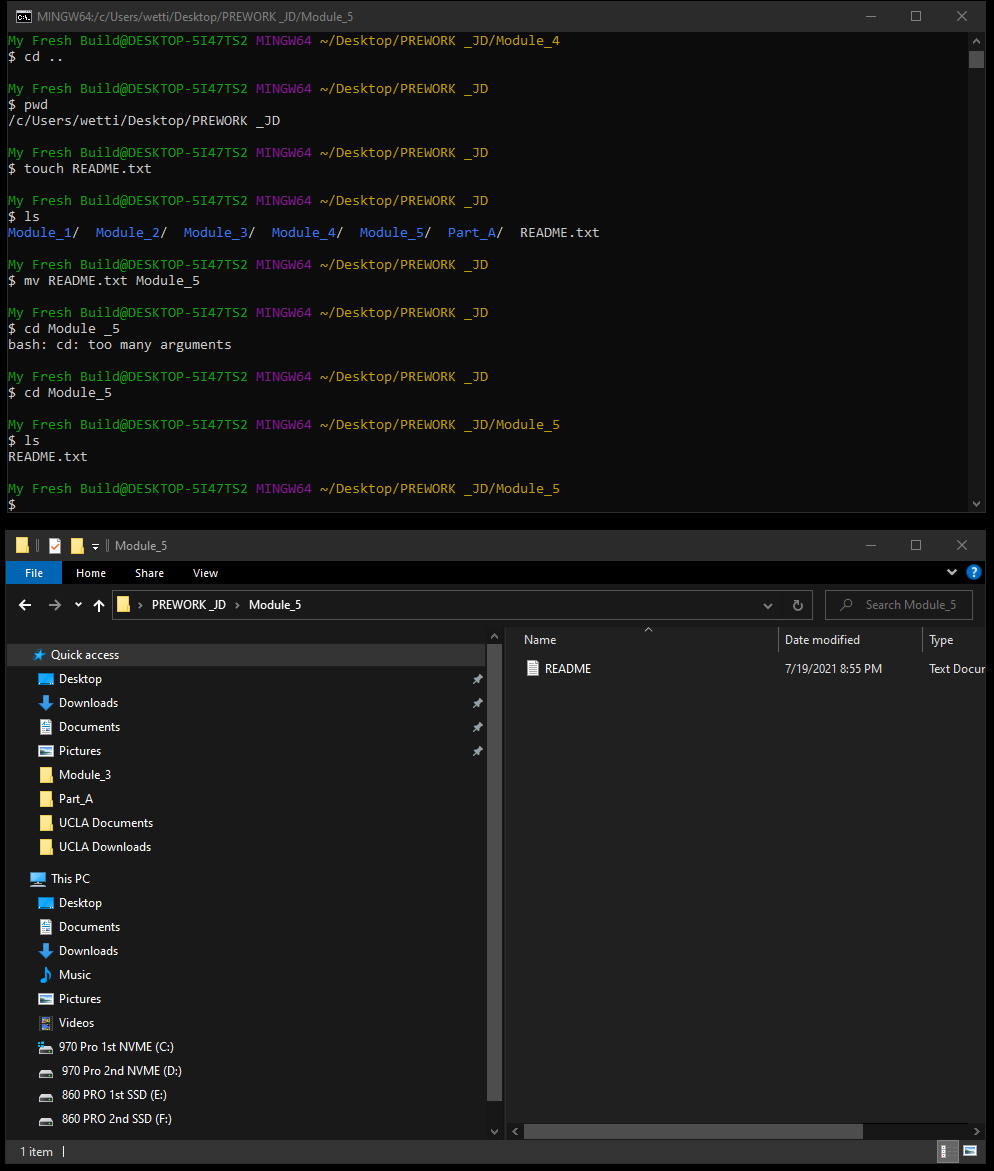 MINGW64:/c/Users/wetti/Desktop/PREWORK _JD/Module_5
My Fresh Build@DESKTOP-5I47TS2 MINGW64 ~/Desktop/PREWORK _JD/Module_4
$ cd ..
My Fresh Build@DESKTOP-5I47TS2 MINGW64 ~/Desktop/PREWORK _JD
$ pwd
/c/Users/wetti/Desktop/PREWORK _JD
My Fresh Build@DESKTOP-5I47TS2 MINGW64 ~/Desktop/PREWORK _JD
$ touch README.txt
My Fresh Build@DESKTOP-5I47TS2 MINGW64 ~/Desktop/PREWORK _JD
$ ls
Module_1/  Module_2/  Module_3/  Module_4/  Module_5/  Part_A/  README.txt
My Fresh Build@DESKTOP-5I47TS2 MINGW64 ~/Desktop/PREWORK _JD
$ mv README.txt Module_5
My Fresh Build@DESKTOP-5I47TS2 MINGW64 ~/Desktop/PREWORK _JD
$ cd Module _5
bash: cd: too many arguments
My Fresh Build@DESKTOP-5I47TS2 MINGW64 ~/Desktop/PREWORK _JD
$ cd Module_5
My Fresh Build@DESKTOP-5I47TS2 MINGW64 ~/Desktop/PREWORK _JD/Module_5
$ ls
README.txt
My Fresh Build@DESKTOP-5I47TS2 MINGW64 ~/Desktop/PREWORK _JD/Module_5
$
Module_5
File Home Share View
PREWORK _JD › Module_5
Search Module_5
Quick access
Desktop
Downloads
Documents
Pictures
Module_3
Part_A
UCLA Documents
UCLA Downloads
This PC
Desktop
Documents
Downloads
Music
Pictures
Videos
970 Pro 1st NVME (C:)
970 Pro 2nd NVME (D:)
860 PRO 1st SSD (E:)
860 PRO 2nd SSD (F:)
Name Date modified Type
README 7/19/2021 8:55 PM Text Docur
1 item